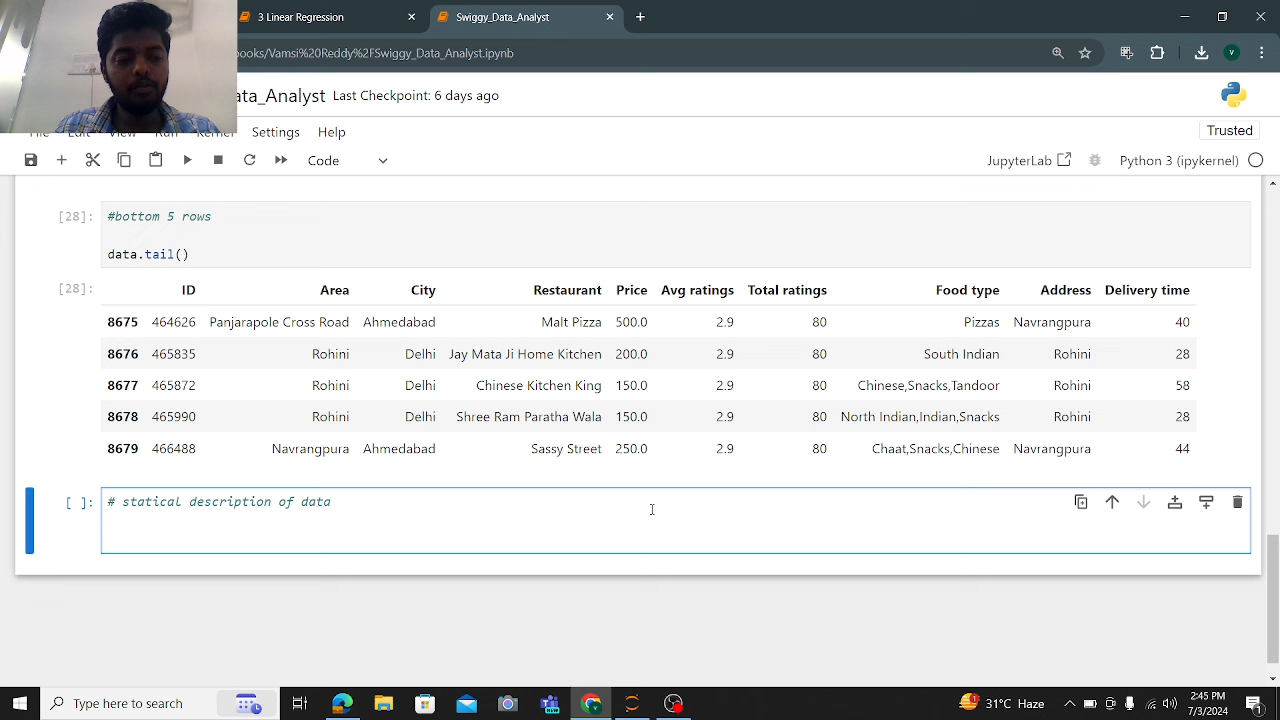 3 Linear Regression
Swiggy_Data_Analyst
books/Vamsi%20Reddy%2FSwiggy_Data_Analyst.ipynb
V
ata_Analyst Last Checkpoint: 6 days ago
Trusted
File Edit View Run Kernel Settings Help
Code
JupyterLab
Python 3 (ipykernel)
[28]: #bottom 5 rows
data.tail()
[28]: ID Area City Restaurant Price Avg ratings Total ratings Food type Address Delivery time
8675 464626 Panjarapole Cross Road Ahmedabad Malt Pizza 500.0 2.9 80 Pizzas Navrangpura 40
8676 465835 Rohini Delhi Jay Mata Ji Home Kitchen 200.0 2.9 80 South Indian Rohini 28
8677 465872 Rohini Delhi Chinese Kitchen King 150.0 2.9 80 Chinese,Snacks,Tandoor Rohini 58
8678 465990 Rohini Delhi Shree Ram Paratha Wala 150.0 2.9 80 North Indian,Indian,Snacks Rohini 28
8679 466488 Navrangpura Ahmedabad Sassy Street 250.0 2.9 80 Chaat,Snacks,Chinese Navrangpura 44
[ ]: # statical description of data
Type here to search
NEW
1
31°C Haze
2:45 PM
7/3/2024